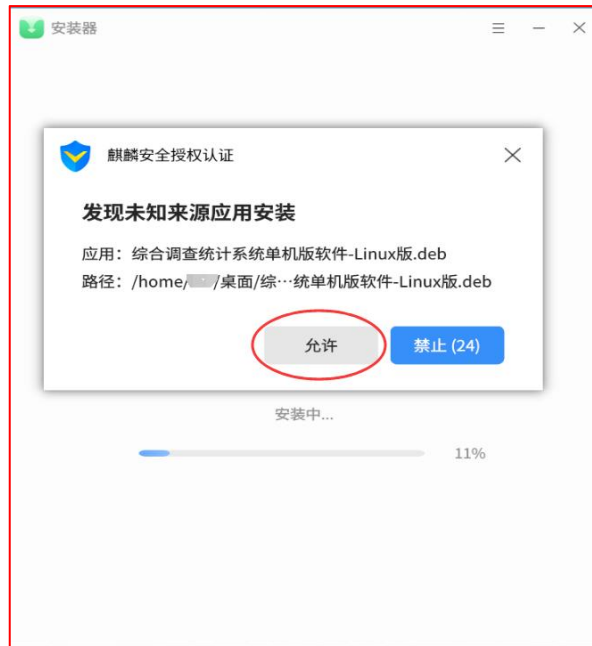 安装器
麒麟安全授权认证
发现未知来源应用安装
应用：综合调查统计系统单机版软件-Linux版.deb
路径：/home/ /桌面/综…统单机版软件-Linux版.deb
允许
禁止 (24)
安装中...
11%